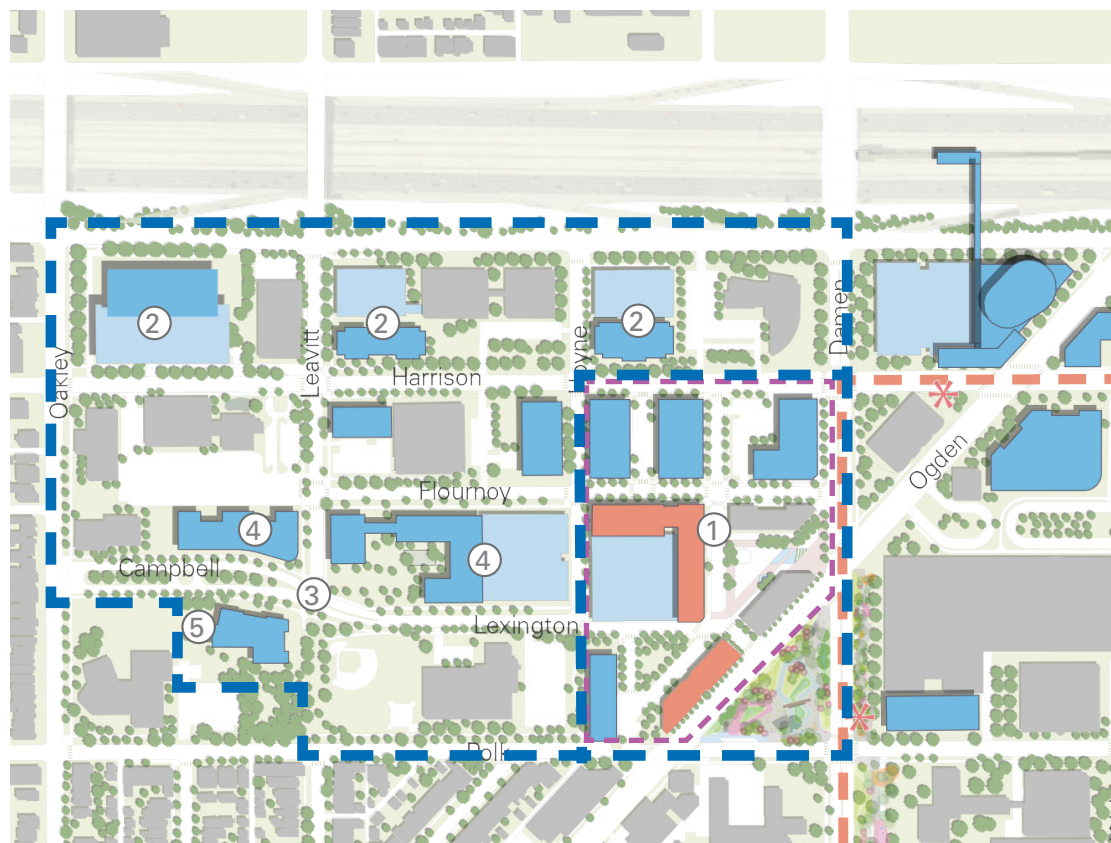 2
2
2
Oakley
Leavitt
Hoyne
Damen
Harrison
Ogden
Flournoy
4
1
4
Campbell
3
5
Lexington
Polk